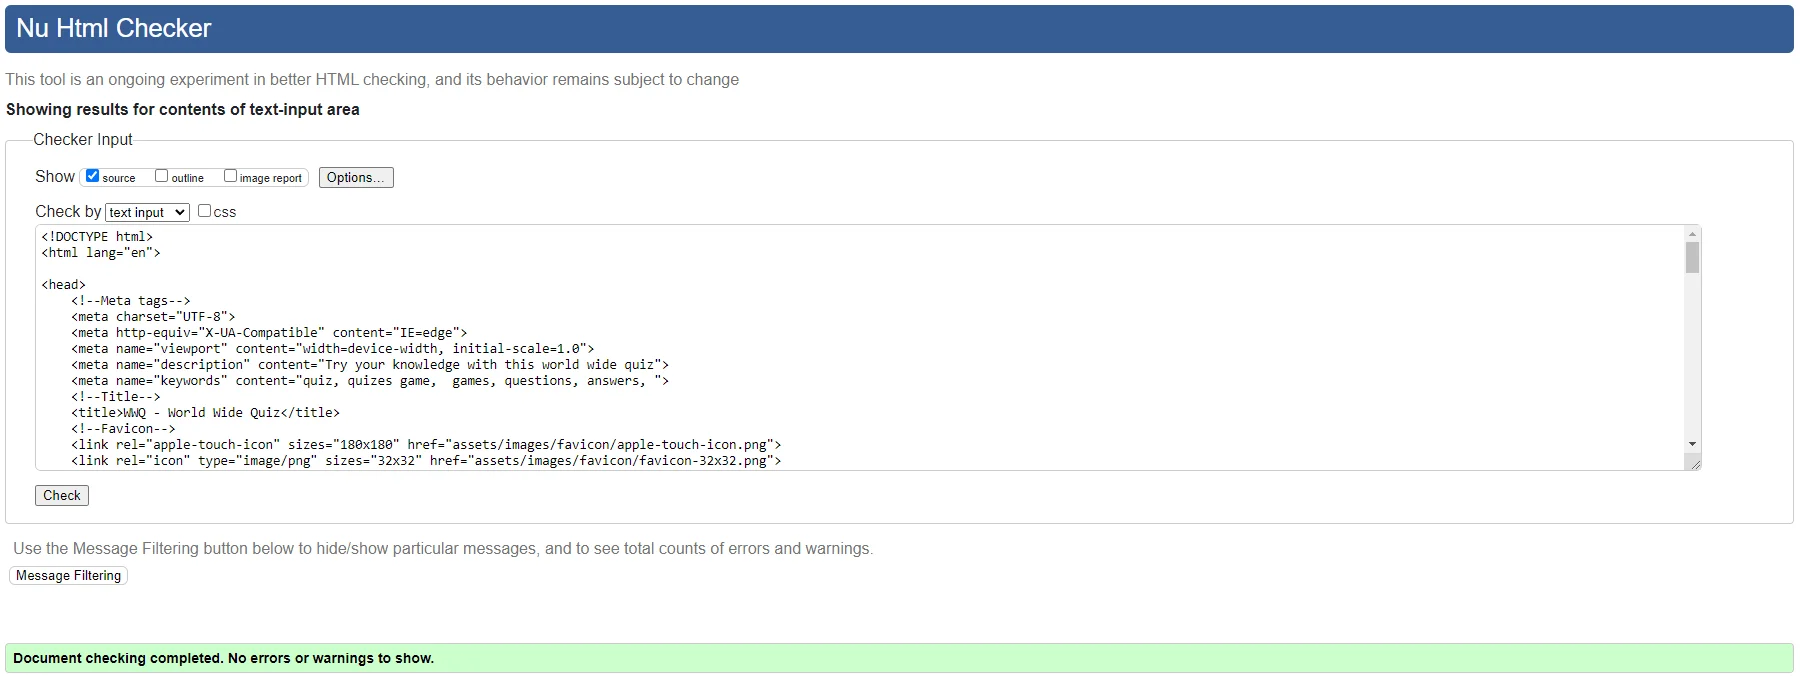 Nu Html Checker
This tool is an ongoing experiment in better HTML checking, and its behavior remains subject to change
Showing results for contents of text-input area
Checker Input
Show source outline image report Options...
Check by text input css
<!DOCTYPE html>
<html lang="en">
<head>
<!--Meta tags-->
<meta charset="UTF-8">
<meta http-equiv="X-UA-Compatible" content="IE=edge">
<meta name="viewport" content="width=device-width, initial-scale=1.0">
<meta name="description" content="Try your knowledge with this world wide quiz">
<meta name="keywords" content="quiz, quizes game,  games, questions, answers, ">
<!--Title-->
<title>WWQ - World Wide Quiz</title>
<!--Favicon-->
<link rel="apple-touch-icon" sizes="180x180" href="assets/images/favicon/apple-touch-icon.png">
<link rel="icon" type="image/png" sizes="32x32" href="assets/images/favicon/favicon-32x32.png">
Check
Use the Message Filtering button below to hide/show particular messages, and to see total counts of errors and warnings.
Message Filtering
Document checking completed. No errors or warnings to show.